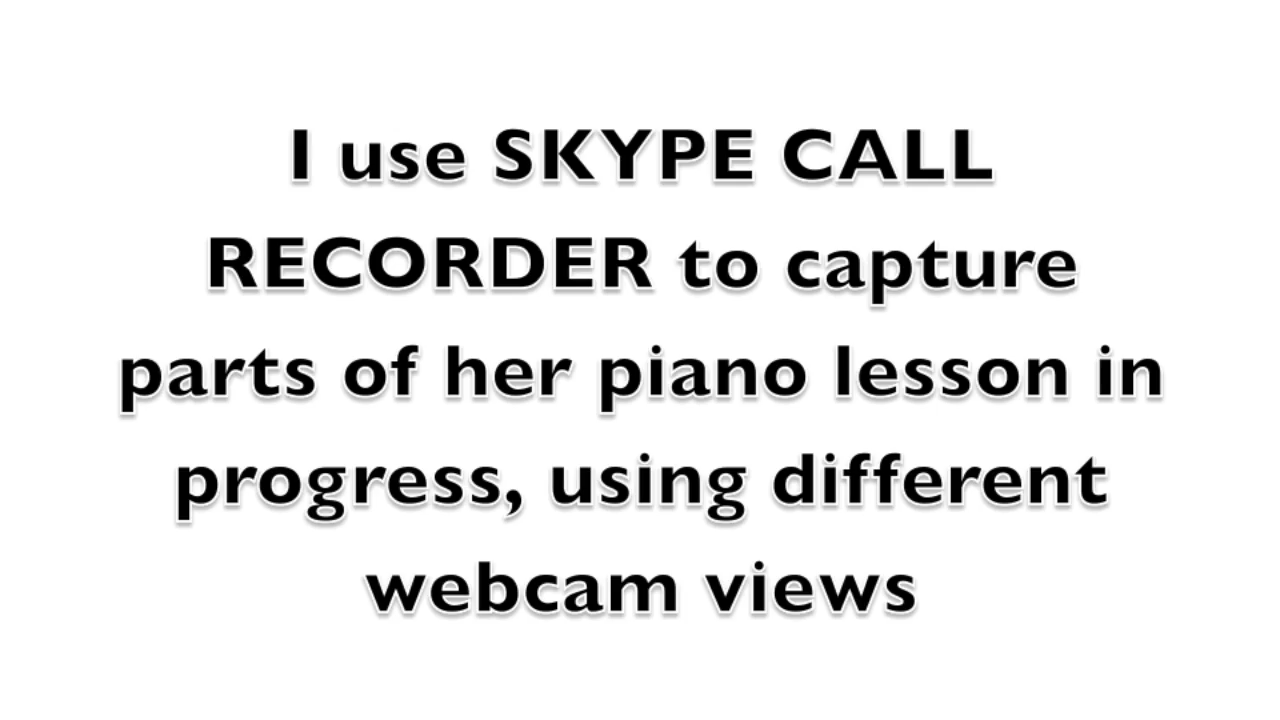 I use SKYPE CALL
RECORDER to capture
parts of her piano lesson in
progress, using different
webcam views